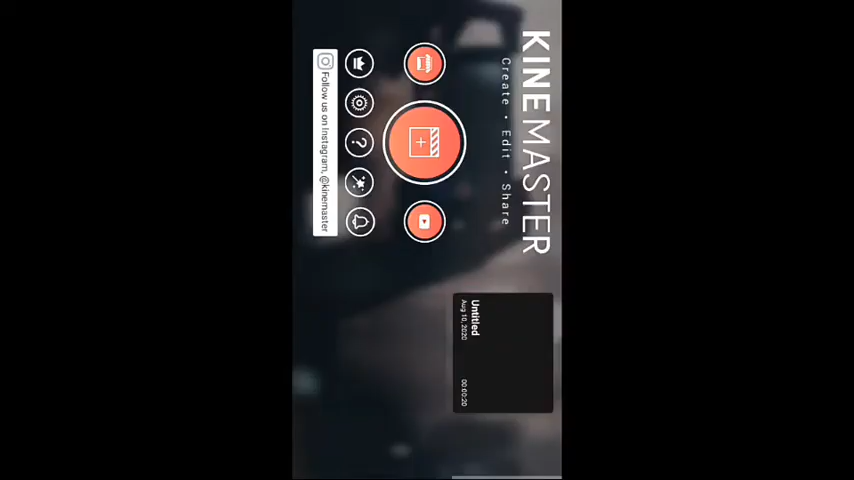 KINEMASTER
Create • Edit • Share
Follow us on Instagram, @kinemaster
Untitled
Aug 10, 2020
00:00:20